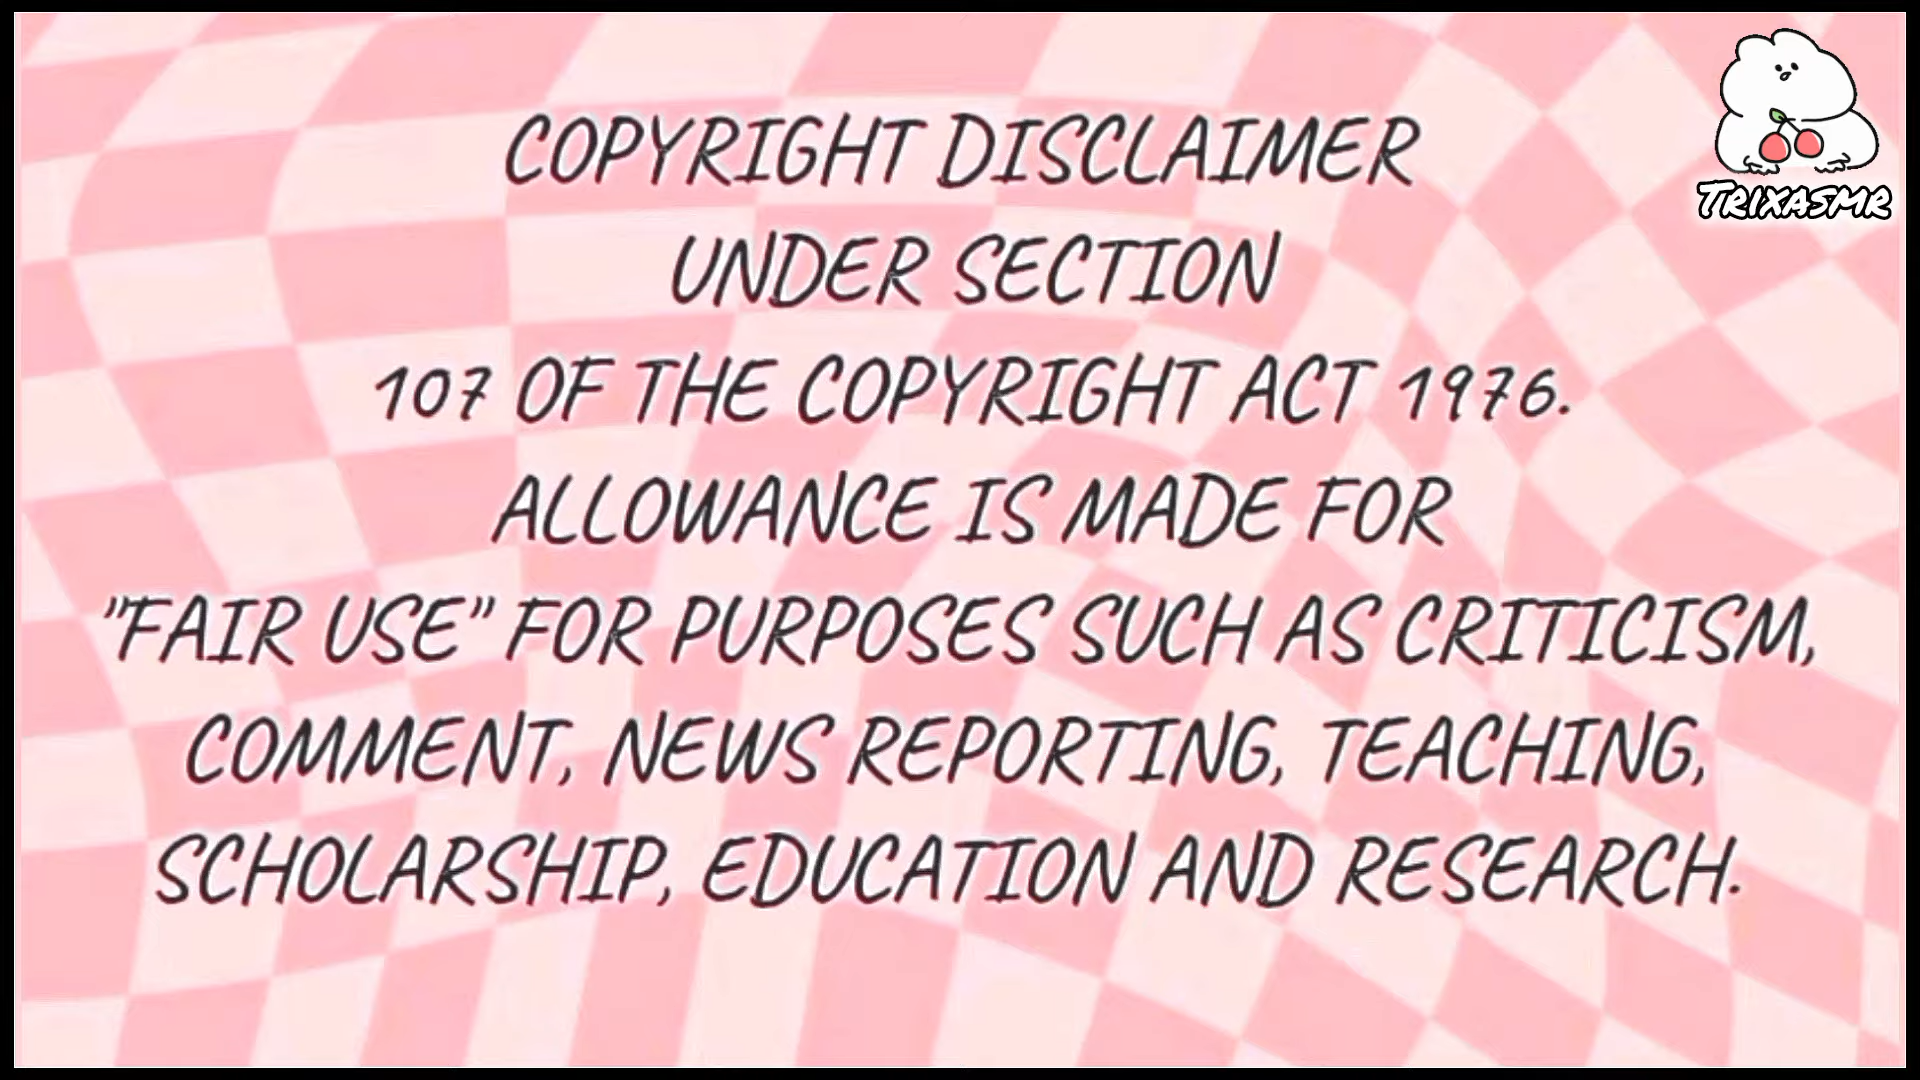 COPYRIGHT DISCLAIMER
UNDER SECTION
107 OF THE COPYRIGHT ACT 1976.
ALLOWANCE IS MADE FOR
"FAIR USE" FOR PURPOSES SUCH AS CRITICISM,
COMMENT, NEWS REPORTING, TEACHING,
SCHOLARSHIP, EDUCATION AND RESEARCH.
TRIXASMR